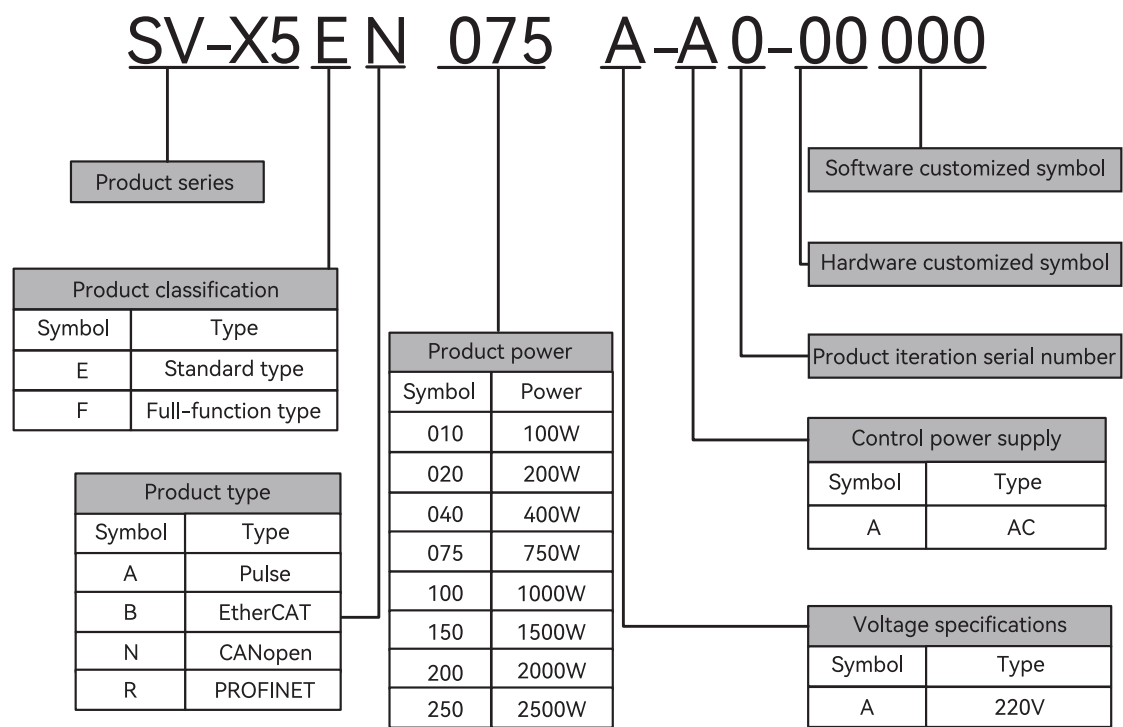 SV-X5 E N 075 A-A 0-00 000
Product series
Product classification
Symbol Type
E Standard type
F Full-function type
Product type
Symbol Type
A Pulse
B EtherCAT
N CANopen
R PROFINET
Product power
Symbol Power
010 100W
020 200W
040 400W
075 750W
100 1000W
150 1500W
200 2000W
250 2500W
Software customized symbol
Hardware customized symbol
Product iteration serial number
Control power supply
Symbol Type
A AC
Voltage specifications
Symbol Type
A 220V